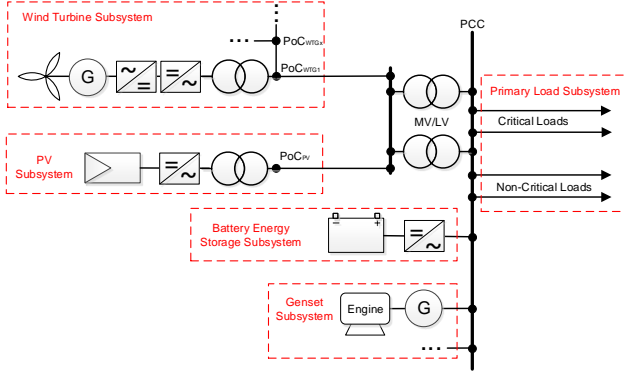 Wind Turbine Subsystem
PoCWTGx
PoCWTG1
G
PCC
Primary Load Subsystem
MV/LV
Critical Loads
Non-Critical Loads
PV
Subsystem
PoCPV
Battery Energy
Storage Subsystem
Genset
Subsystem
Engine
G